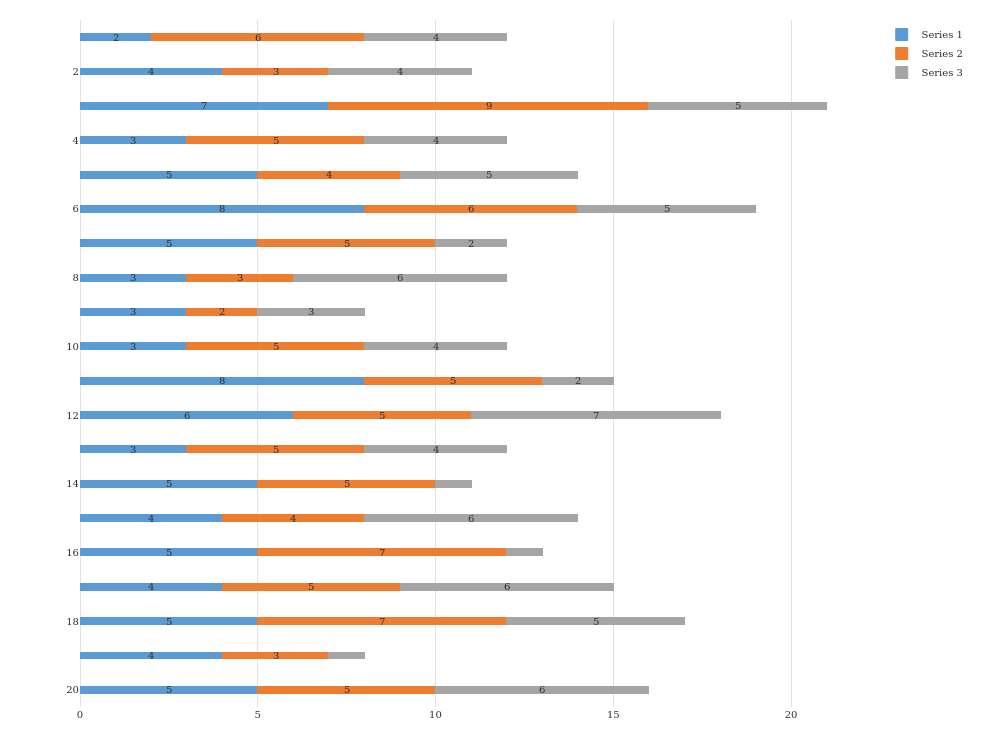 2 6 4 Series 1
Series 2
2 4 3 4 Series 3
7 9 5
4 3 5 4
5 4 5
6 8 6 5
5 5 2
8 3 3 6
3 2 3
10 3 5 4
8 5 2
12 6 5 7
3 5 4
14 5 5
4 4 6
16 5 7
4 5 6
18 5 7 5
4 3
20 5 5 6
0 5 10 15 20